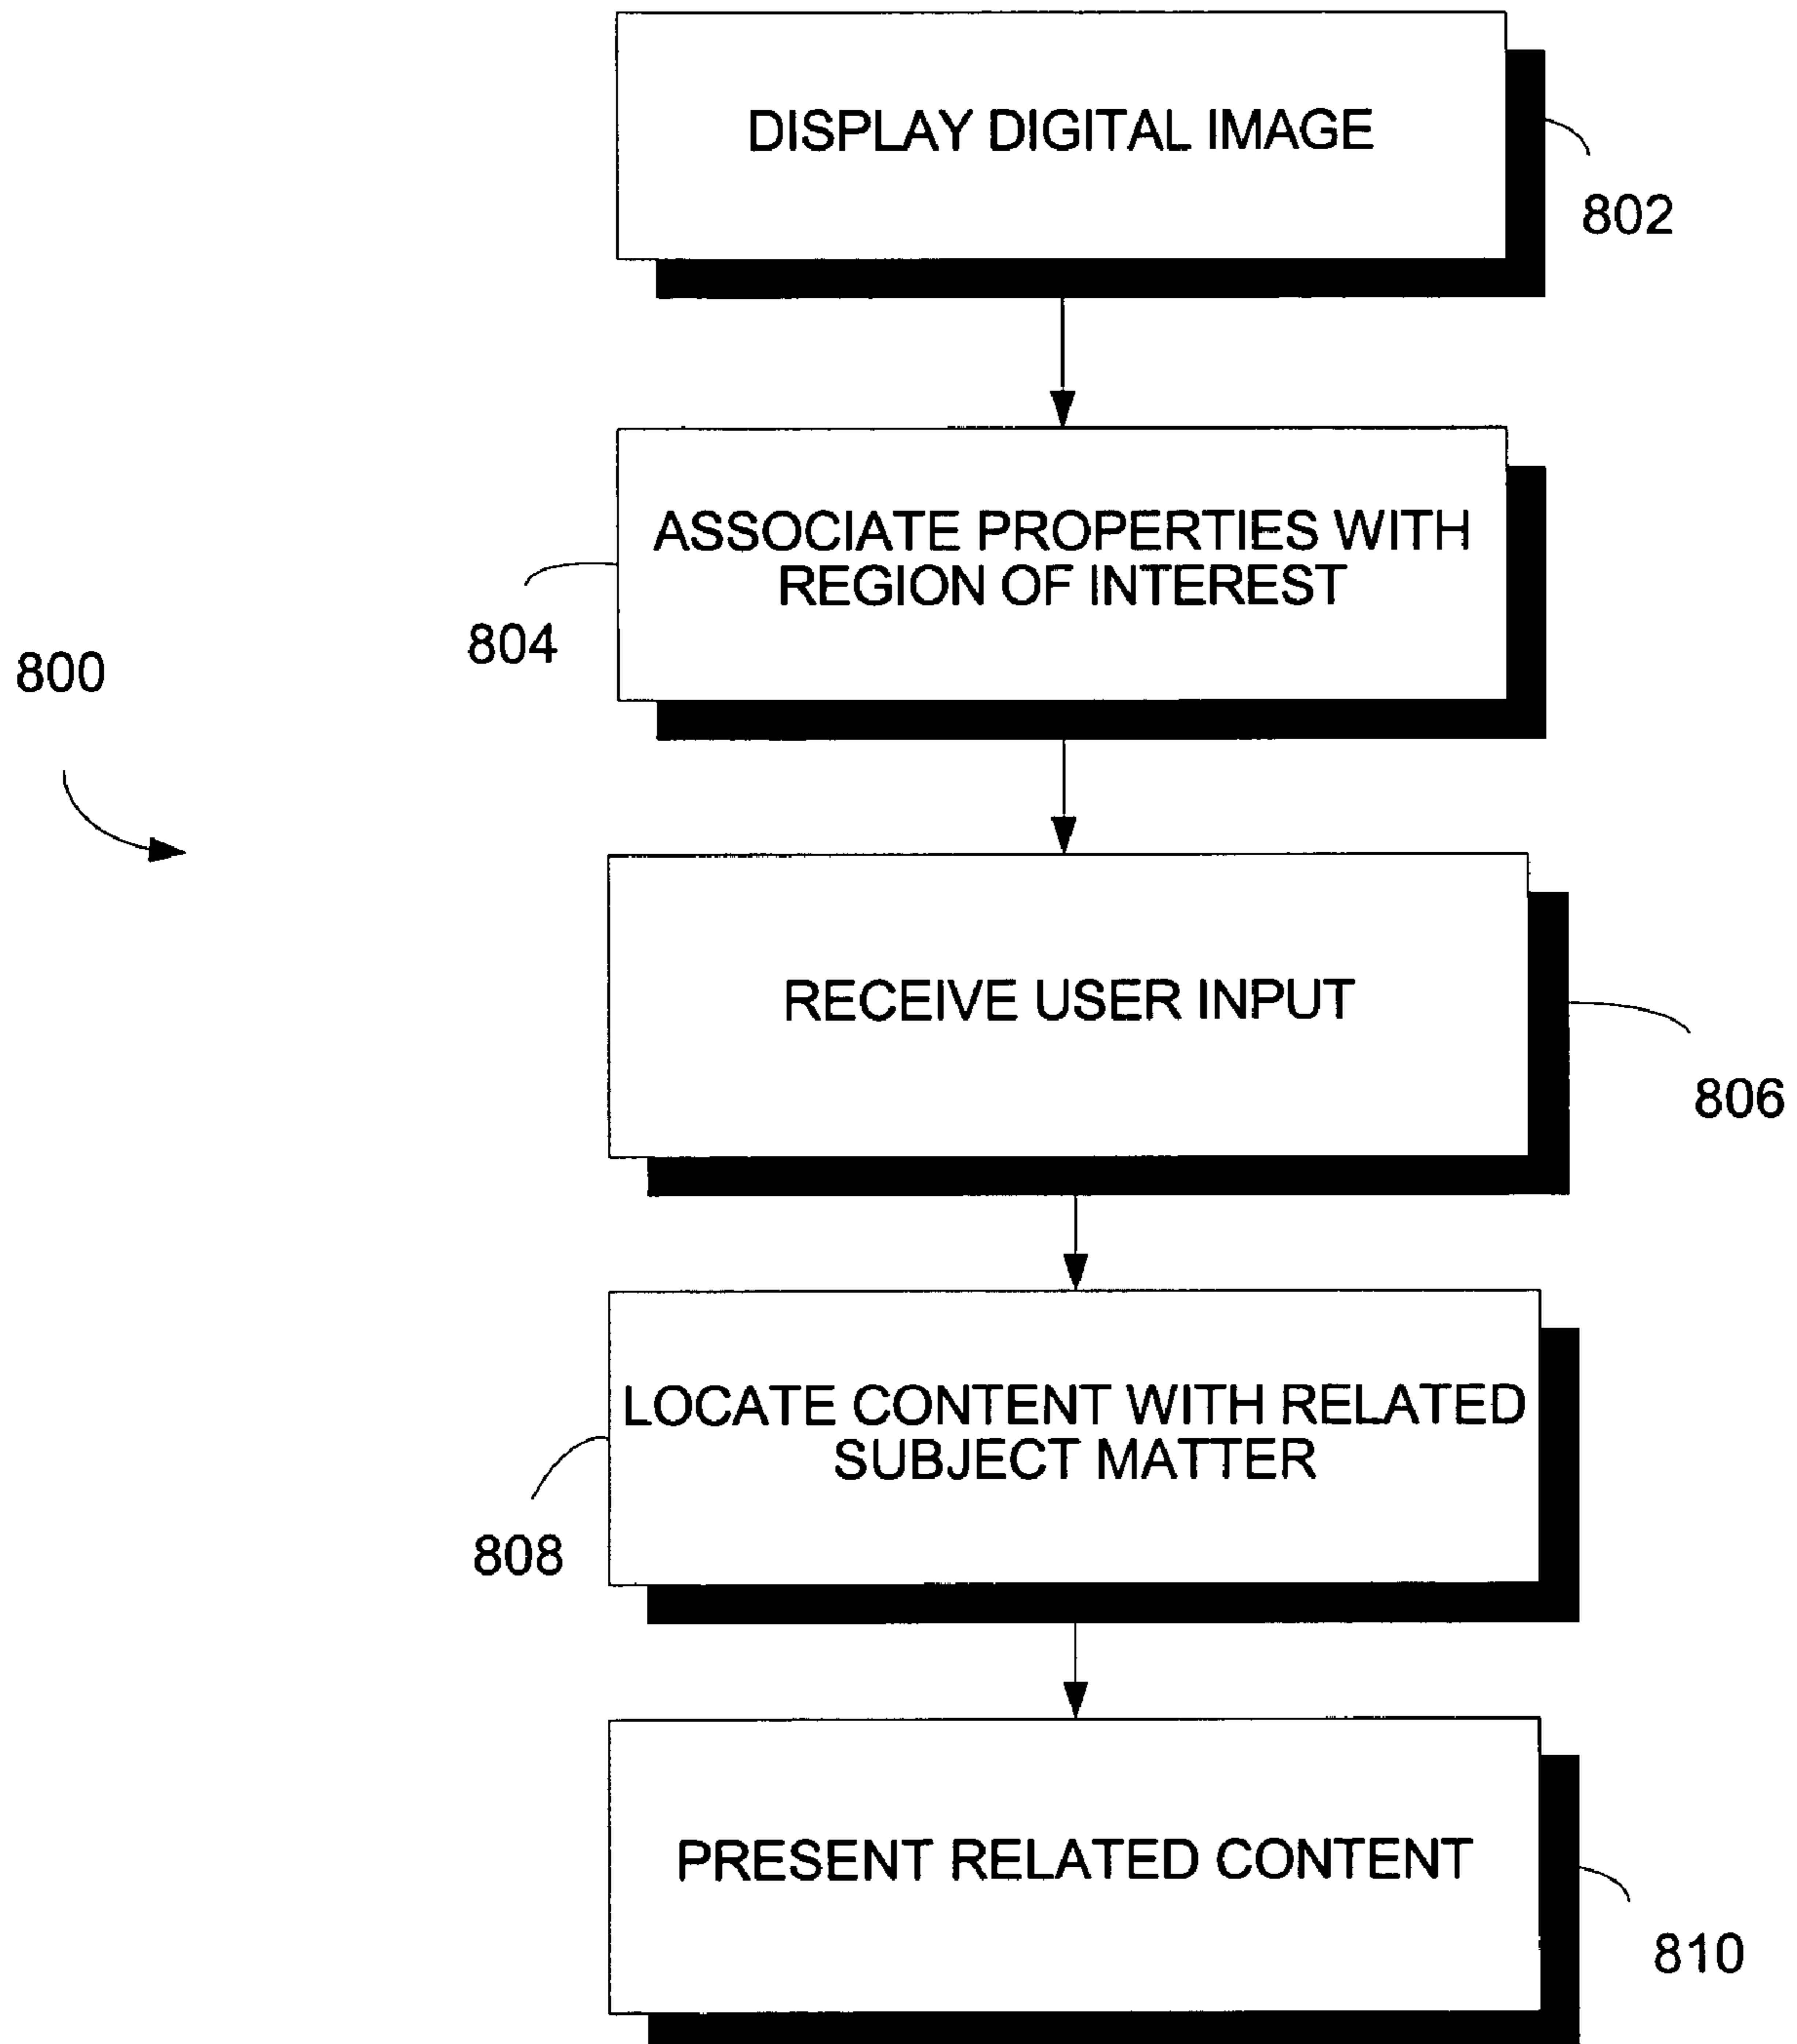 DISPLAY DIGITAL IMAGE
802
ASSOCIATE PROPERTIES WITH
REGION OF INTEREST
804
800
RECEIVE USER INPUT
806
LOCATE CONTENT WITH RELATED
SUBJECT MATTER
808
PRESENT RELATED CONTENT
810